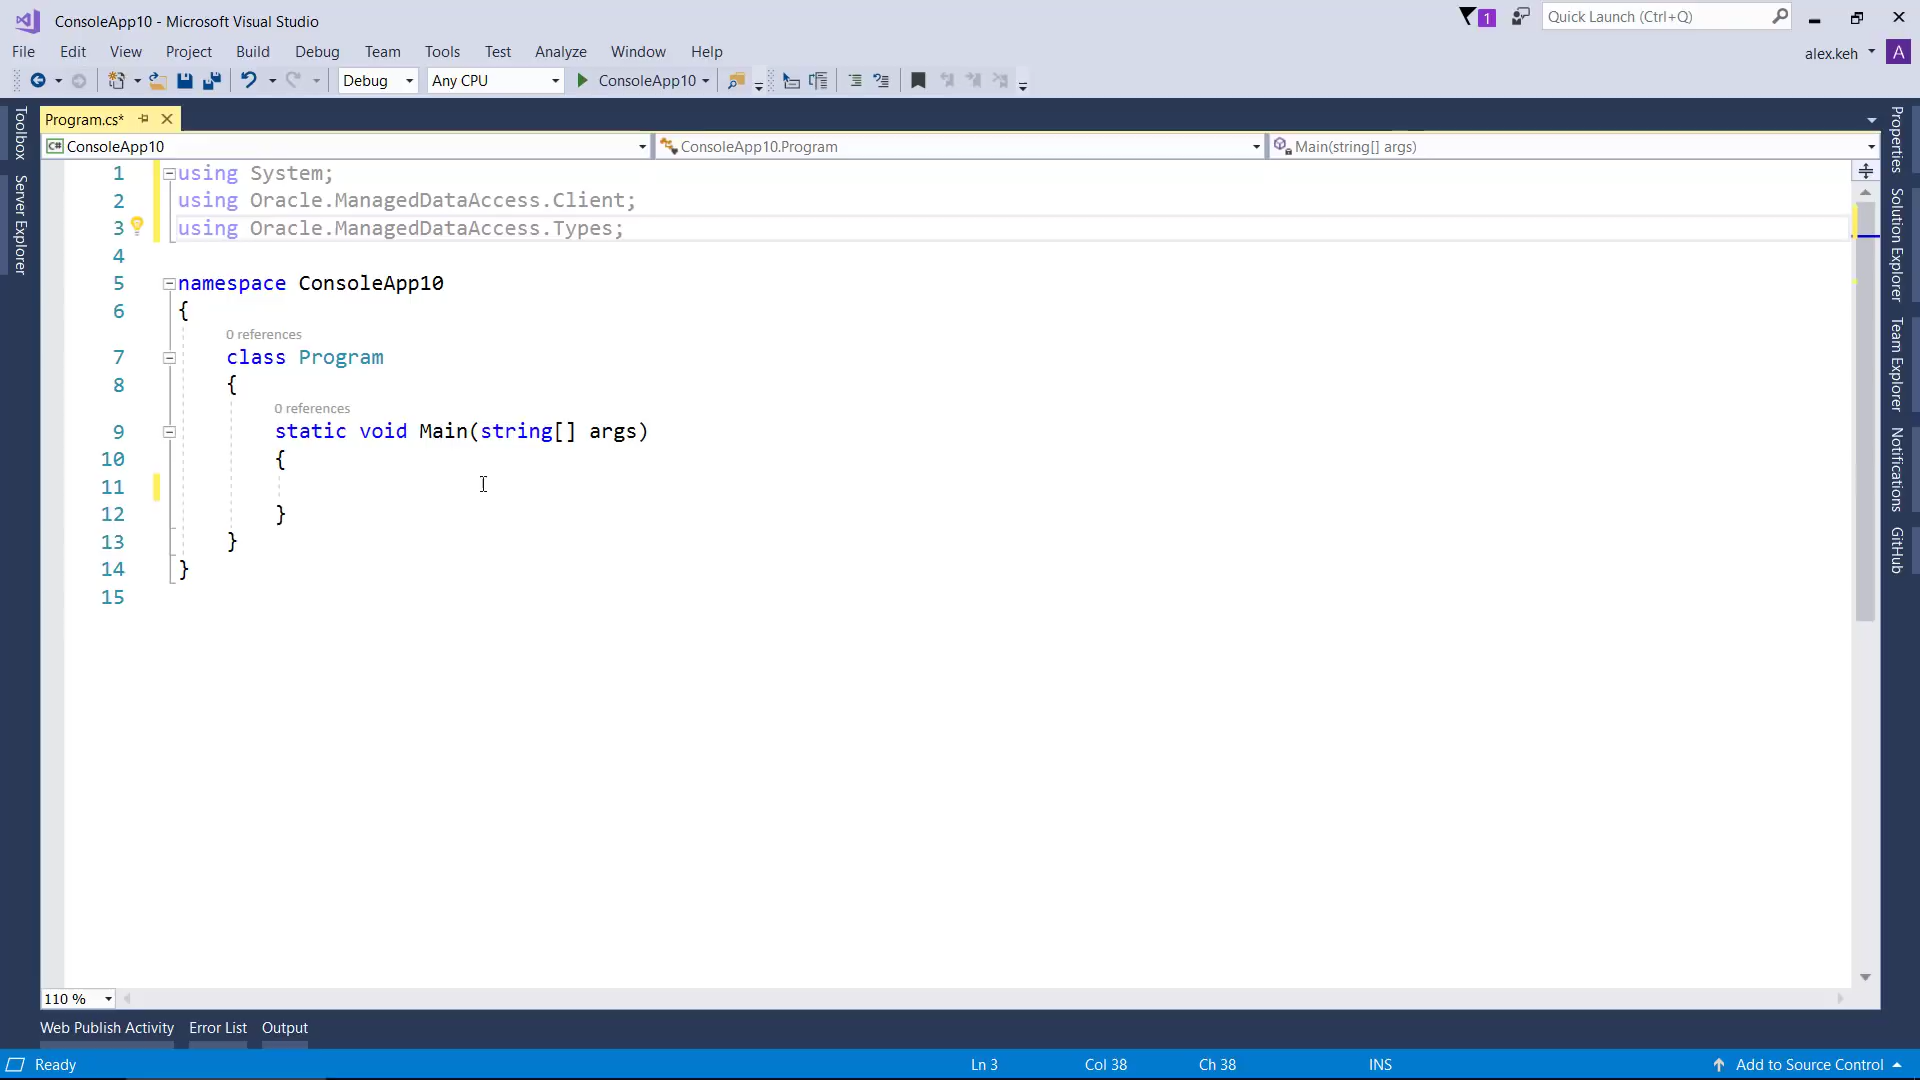 ConsoleApp10 - Microsoft Visual Studio
1
Quick Launch (Ctrl+Q)
File Edit View Project Build Debug Team Tools Test Analyze Window Help
alex.keh
A
Debug Any CPU ConsoleApp10
Program.cs*
C# ConsoleApp10 ConsoleApp10.Program Main(string[] args)
Toolbox
Server Explorer
1 using System;
2 using Oracle.ManagedDataAccess.Client;
3 using Oracle.ManagedDataAccess.Types;
4
5 namespace ConsoleApp10
6 {
0 references
7 class Program
8 {
0 references
9 static void Main(string[] args)
10 {
11
12 }
13 }
14 }
15
Properties
Solution Explorer
Team Explorer
Notifications
GitHub
110 %
Web Publish Activity Error List Output
Ready Ln 3 Col 38 Ch 38 INS Add to Source Control